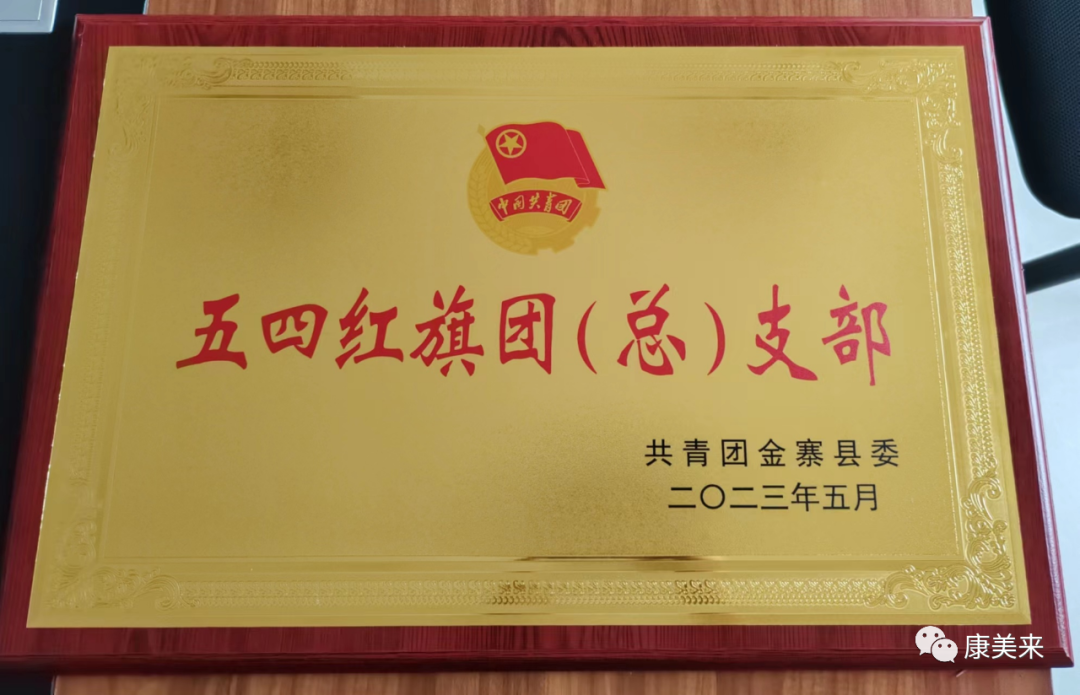 中国共青团
五四红旗团(总)支部
共青团金寨县委
二〇二三年五月
康美来